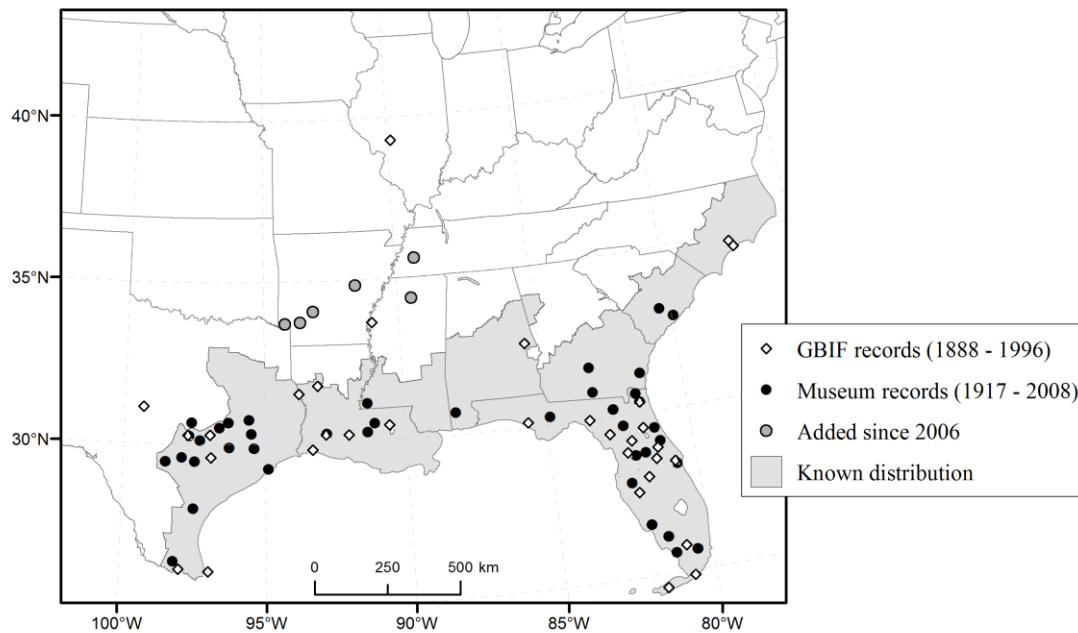 40°N
35°N
30°N
GBIF records (1888 - 1996)
Museum records (1917 - 2008)
Added since 2006
Known distribution
0 250 500 km
100°W 95°W 90°W 85°W 80°W